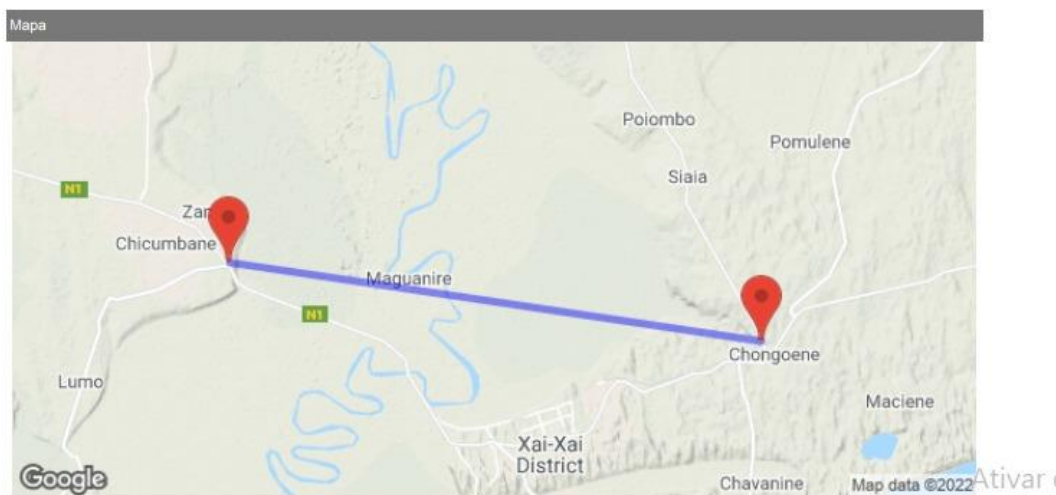 Mapa
Poiombo
Pomulene
Siaia
N1
Zan
Chicumbane
Maguanire
N1
Chongoene
Lumo
Maciene
Xai-Xai
District
Google
Chavanine
Map data ©2022
Ativar